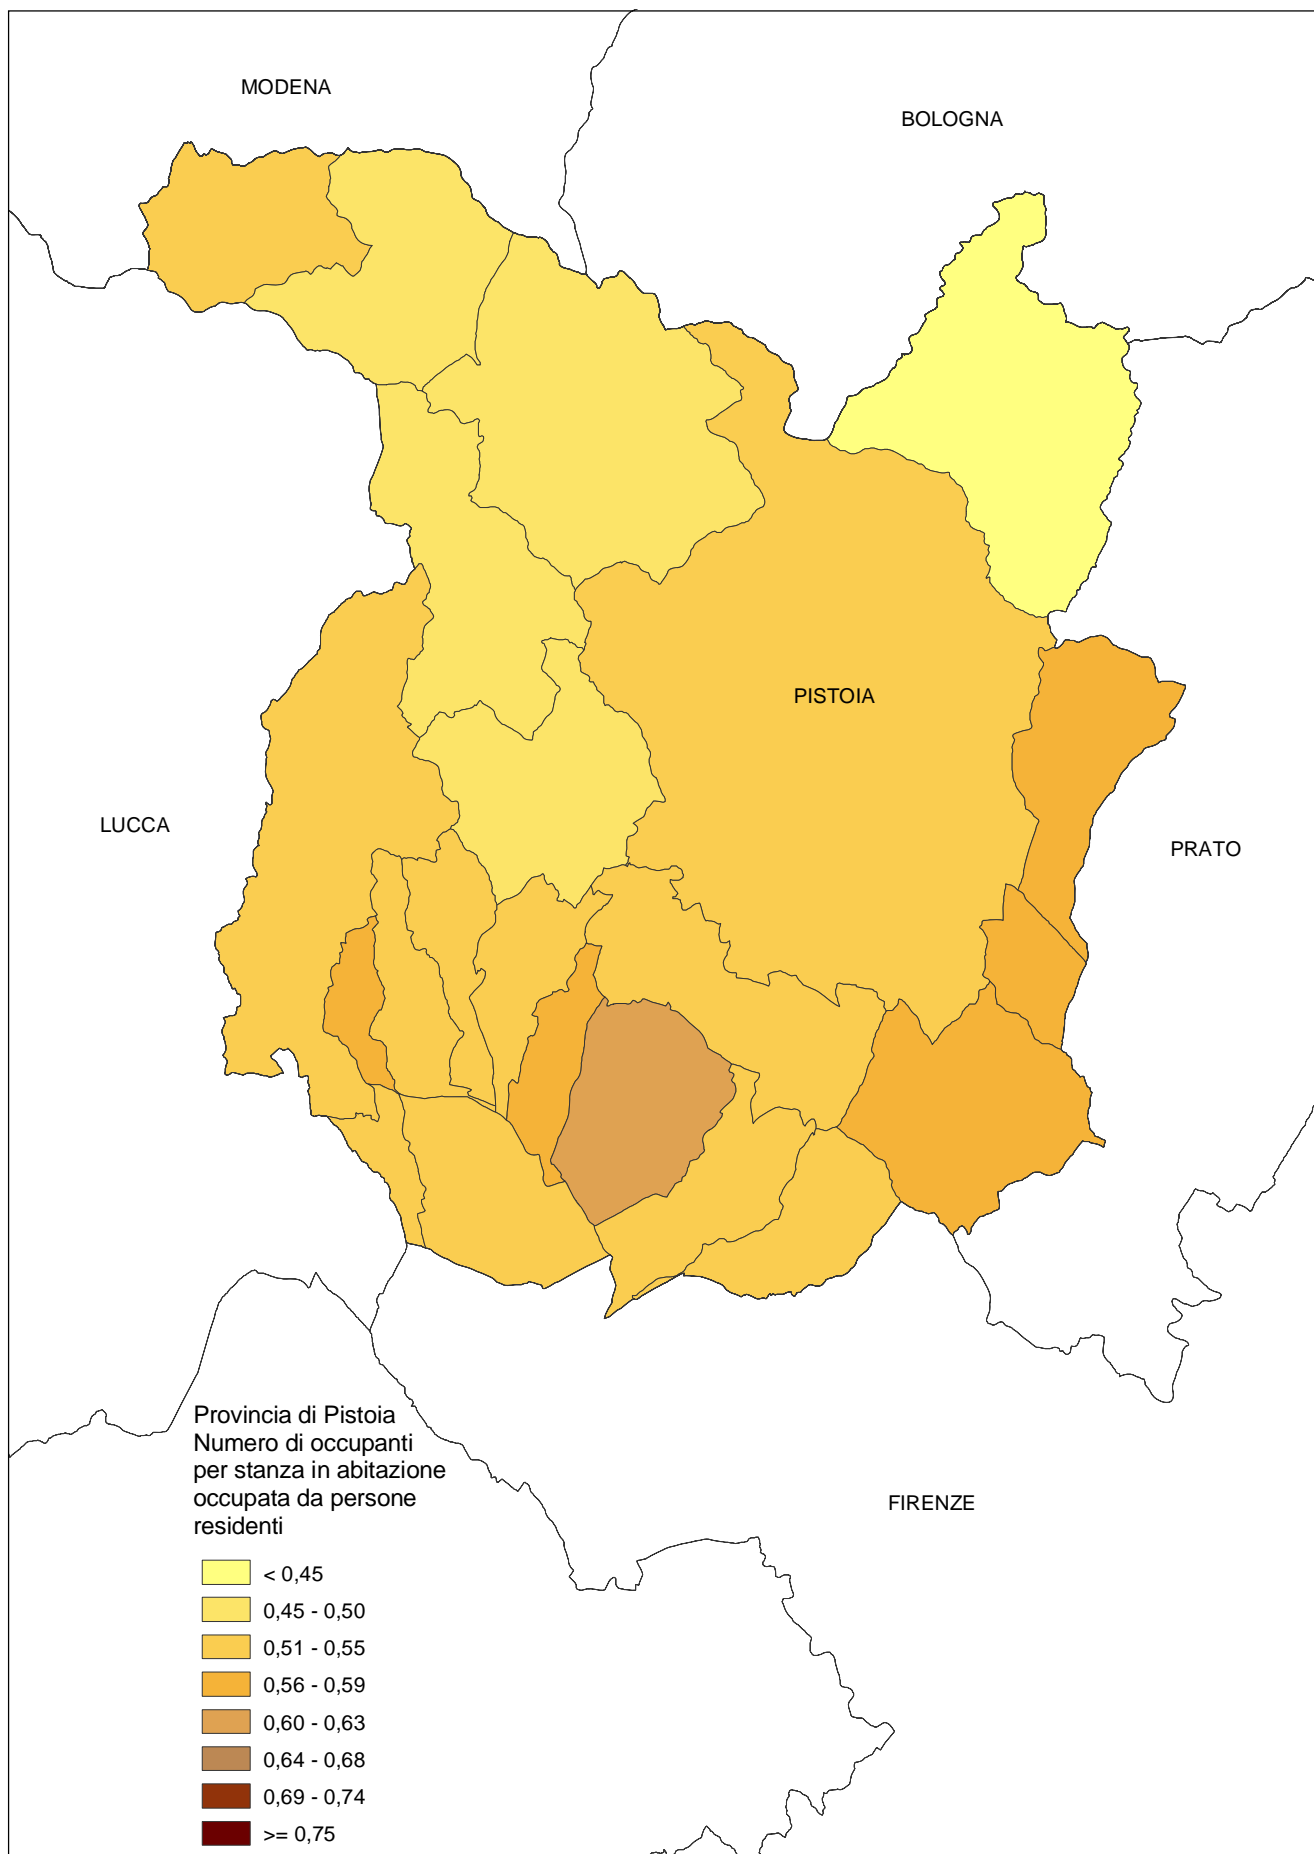 MODENA
BOLOGNA
PISTOIA
LUCCA
PRATO
Provincia di Pistoia
Numero di occupanti
per stanza in abitazione
occupata da persone
residenti
FIRENZE
< 0,45
0,45 - 0,50
0,51 - 0,55
0,56 - 0,59
0,60 - 0,63
0,64 - 0,68
0,69 - 0,74
>= 0,75